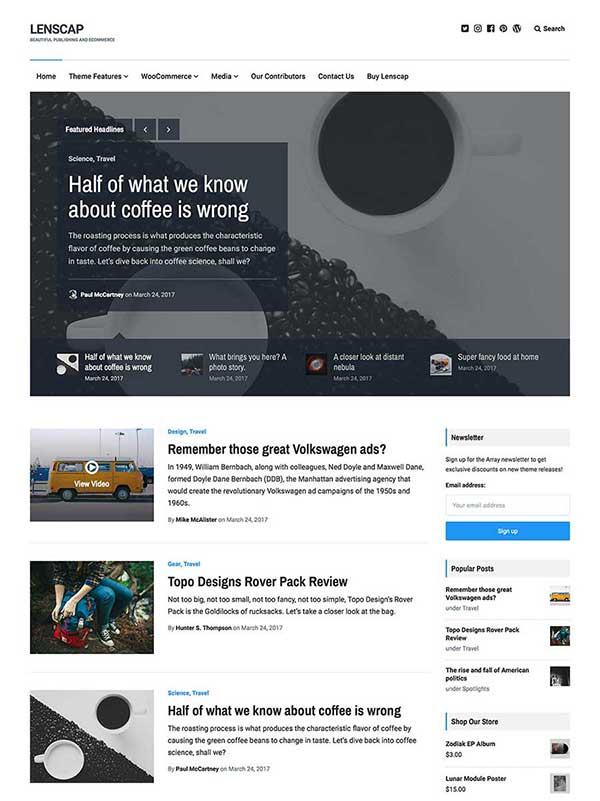 LENSCAP
BEAUTIFUL PUBLISHING AND ECOMMERCE
Search
Home Theme Features WooCommerce Media Our Contributors Contact Us Buy Lenscap
Featured Headlines
Science, Travel
Half of what we know
about coffee is wrong
The roasting process is what produces the characteristic
flavor of coffee by causing the green coffee beans to change
in taste. Let's dive back into coffee science, shall we?
Paul McCartney on March 24, 2017
Half of what we know
about coffee is wrong
March 24, 2017
What brings you here? A
photo story.
March 24, 2017
A closer look at distant
nebula
March 24, 2017
Super fancy food at home
March 24, 2017
View Video
Design, Travel
Remember those great Volkswagen ads?
In 1949, William Bernbach, along with colleagues, Ned Doyle and Maxwell Dane,
formed Doyle Dane Bernbach (DDB), the Manhattan advertising agency that
would create the revolutionary Volkswagen ad campaigns of the 1950s and
1960s.
By Mike McAlister on March 24, 2017
Gear, Travel
Topo Designs Rover Pack Review
Not too big, not too small, not too fancy, not too simple, Topo Design's Rover
Pack is the Goldilocks of rucksacks. Let's take a closer look at the bag.
By Hunter S. Thompson on March 24, 2017
Science, Travel
Half of what we know about coffee is wrong
The roasting process is what produces the characteristic flavor of coffee by
causing the green coffee beans to change in taste. Let's dive back into coffee
science, shall we?
By Paul McCartney on March 24, 2017
Newsletter
Sign up for the Array newsletter to get
exclusive discounts on new theme releases!
Email address:
Your email address
Sign up
Popular Posts
Remember those great
Volkswagen ads?
under Travel
Topo Designs Rover Pack
Review
under Travel
The rise and fall of American
politics
under Spotlights
Shop Our Store
Zodiak EP Album
$3.00
Lunar Module Poster
$15.00